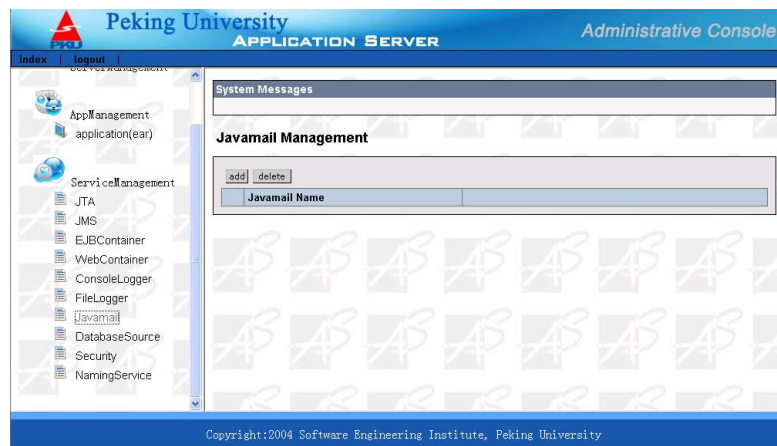 Peking University
APPLICATION SERVER
Administrative Console
PKU
index | logout |
ServerManagement
AppManagement
application(ear)
ServiceManagement
JTA
JMS
EJBContainer
WebContainer
ConsoleLogger
FileLogger
Javamail
DatabaseSource
Security
NamingService
System Messages
Javamail Management
add delete
Javamail Name
Copyright:2004 Software Engineering Institute, Peking University